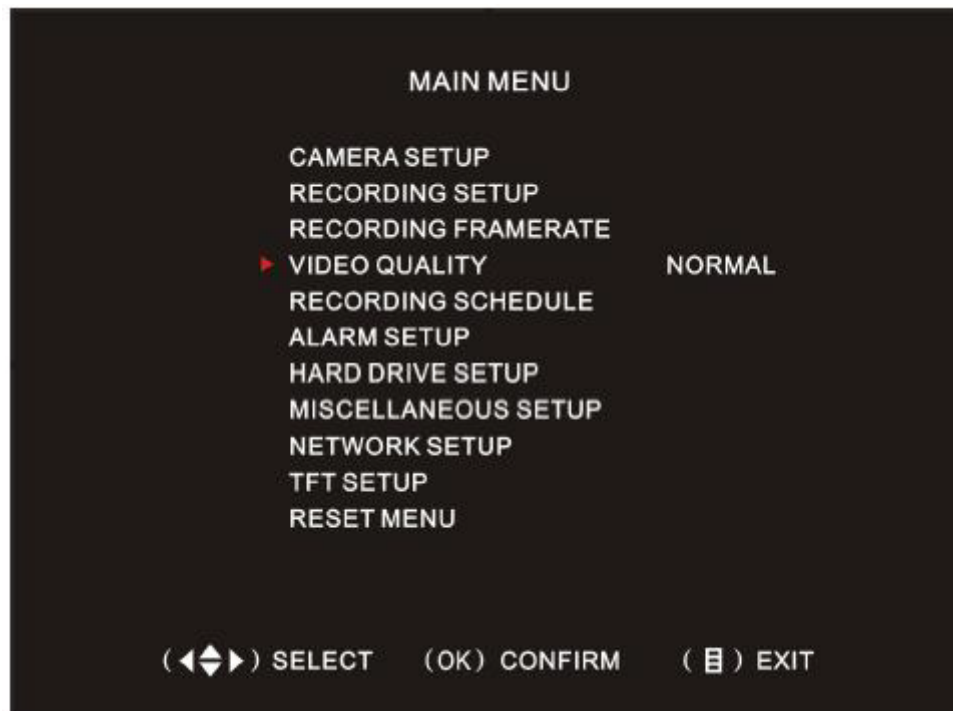 MAIN MENU
CAMERA SETUP
RECORDING SETUP
RECORDING FRAMERATE
VIDEO QUALITY NORMAL
RECORDING SCHEDULE
ALARM SETUP
HARD DRIVE SETUP
MISCELLANEOUS SETUP
NETWORK SETUP
TFT SETUP
RESET MENU
( ) SELECT (OK) CONFIRM ( ) EXIT